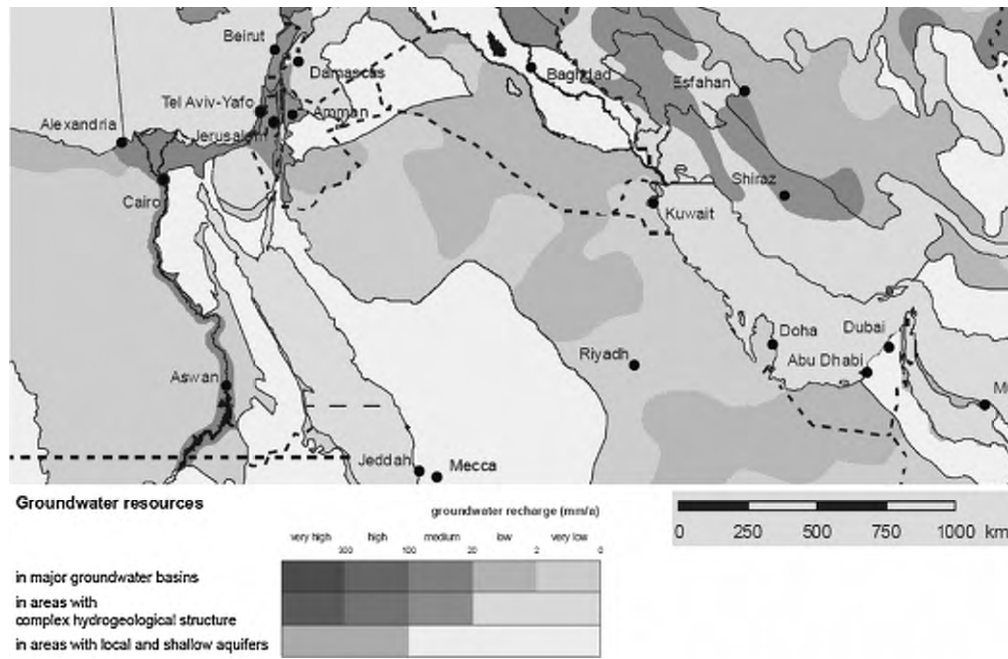 Beirut
Damascas
Baghdad
Esfahan
Tel Aviv-Yafo
Amman
Alexandria
Jerusalem
Cairo
Shiraz
Kuwait
Doha
Dubai
Riyadh
Abu Dhabi
Aswan
Jeddah
Mecca
Groundwater resources
groundwater recharge (mm/a)
very high high medium low very low
300 100 20 2 0
in major groundwater basins
in areas with
complex hydrogeological structure
in areas with local and shallow aquifers
0 250 500 750 1000 km